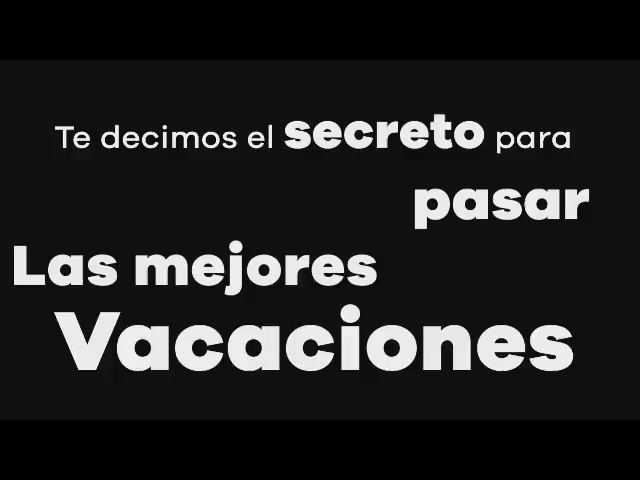 Te decimos el secreto para
pasar
Las mejores
Vacaciones